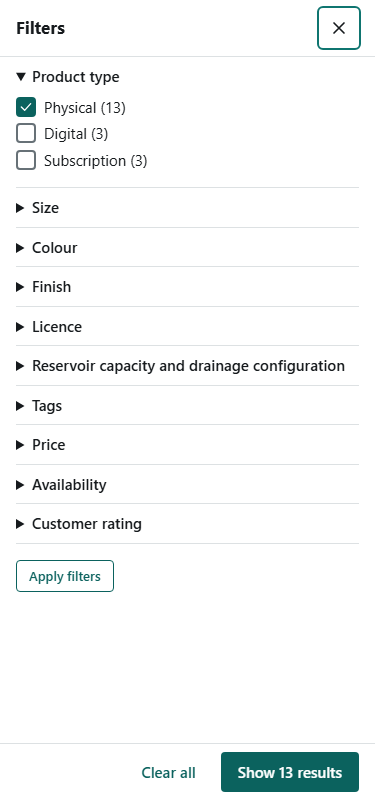 Filters
Product type
Physical (13)
Digital (3)
Subscription (3)
Size
Colour
Finish
Licence
Reservoir capacity and drainage configuration
Tags
Price
Availability
Customer rating
Apply filters
Clear all
Show 13 results